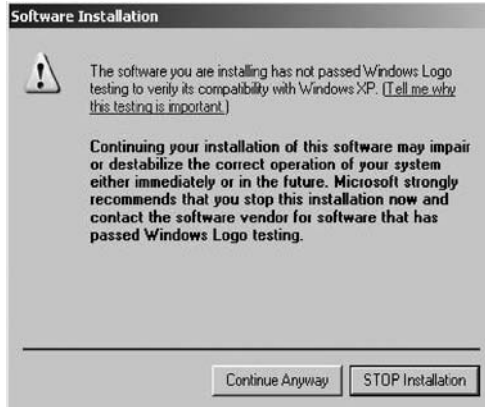 Software Installation
The software you are installing has not passed Windows Logo
testing to verify its compatibility with Windows XP. (Tell me why
this testing is important.)
Continuing your installation of this software may impair
or destabilize the correct operation of your system
either immediately or in the future. Microsoft strongly
recommends that you stop this installation now and
contact the software vendor for software that has
passed Windows Logo testing.
Continue Anyway
STOP Installation